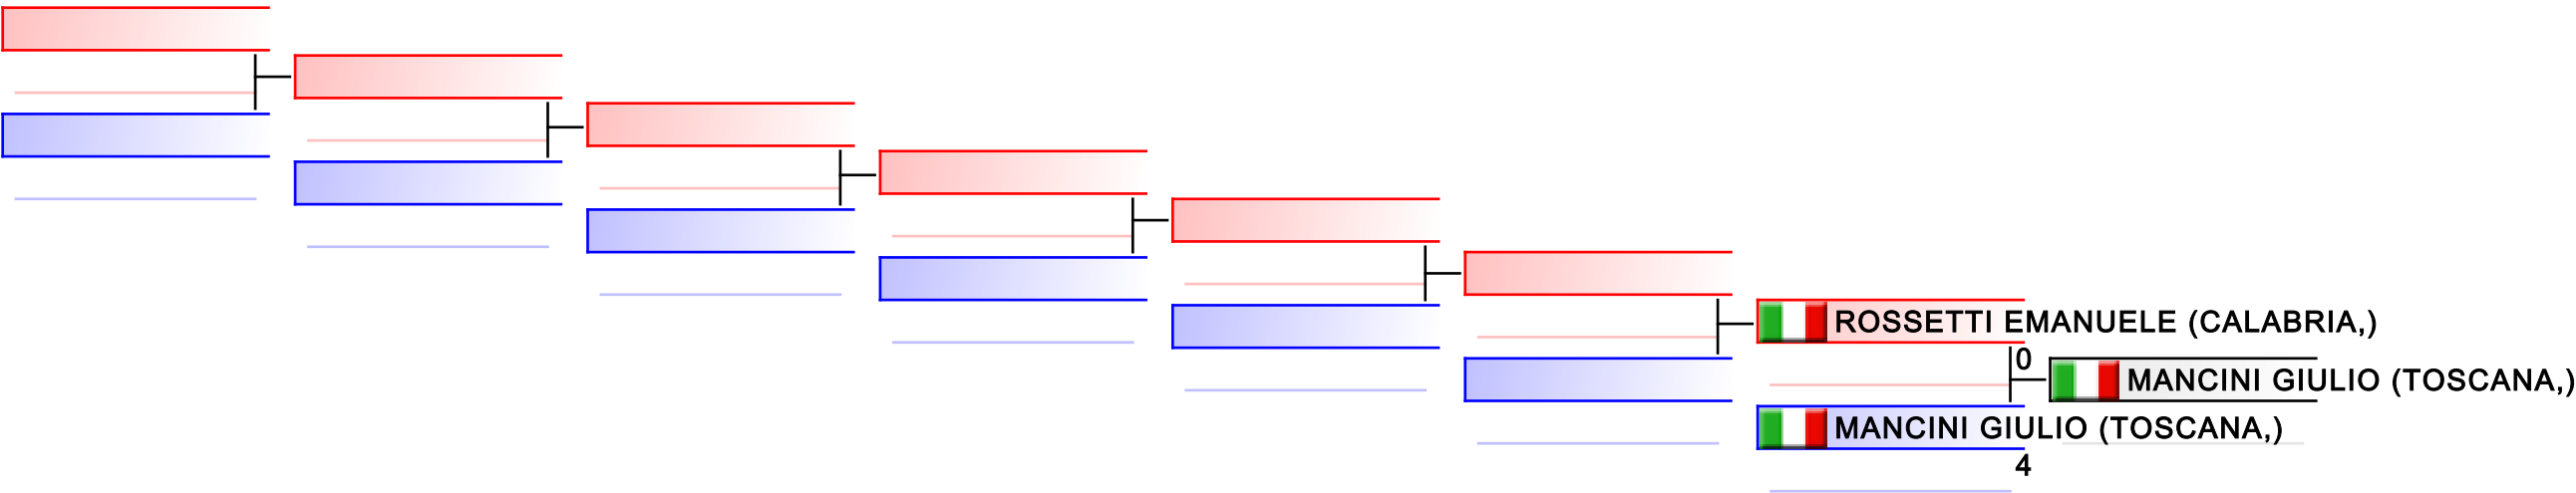 ROSSETTI EMANUELE (CALABRIA,)
0
MANCINI GIULIO (TOSCANA,)
MANCINI GIULIO (TOSCANA,)
4